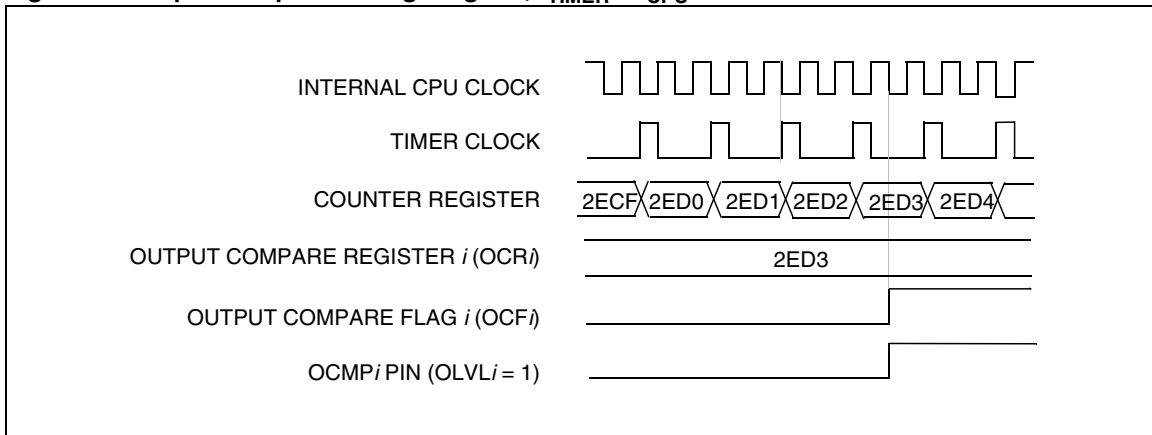 INTERNAL CPU CLOCK
TIMER CLOCK
COUNTER REGISTER 2ECF 2ED0 2ED1 2ED2 2ED3 2ED4
OUTPUT COMPARE REGISTER i (OCRi) 2ED3
OUTPUT COMPARE FLAG i (OCFi)
OCMPi PIN (OLVLi = 1)